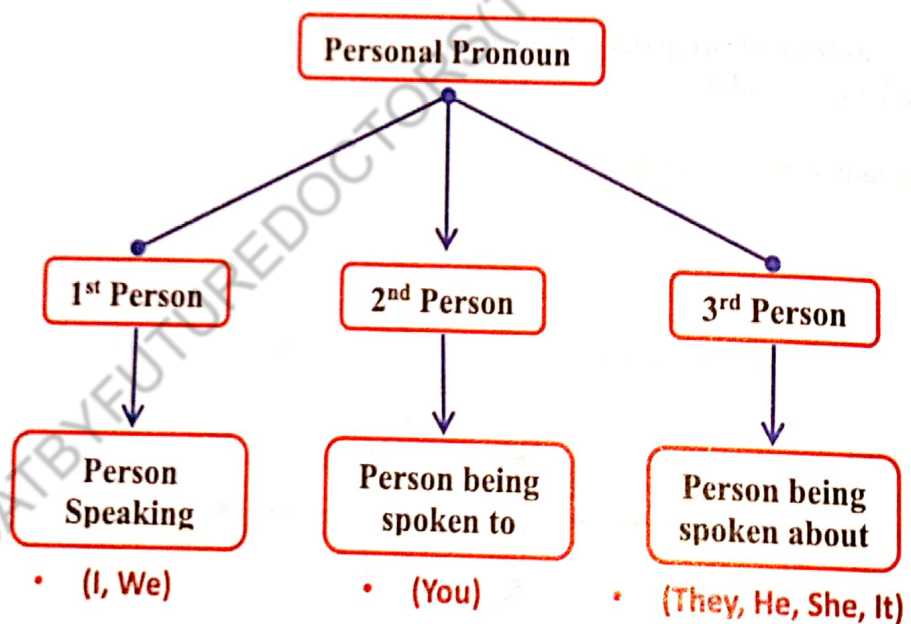 Personal Pronoun
1st Person
2nd Person
3rd Person
Person
Speaking
Person being
spoken to
Person being
spoken about
• (I, We)
• (You)
• (They, He, She, It)
ATBYFUTUREDOCTORS(T